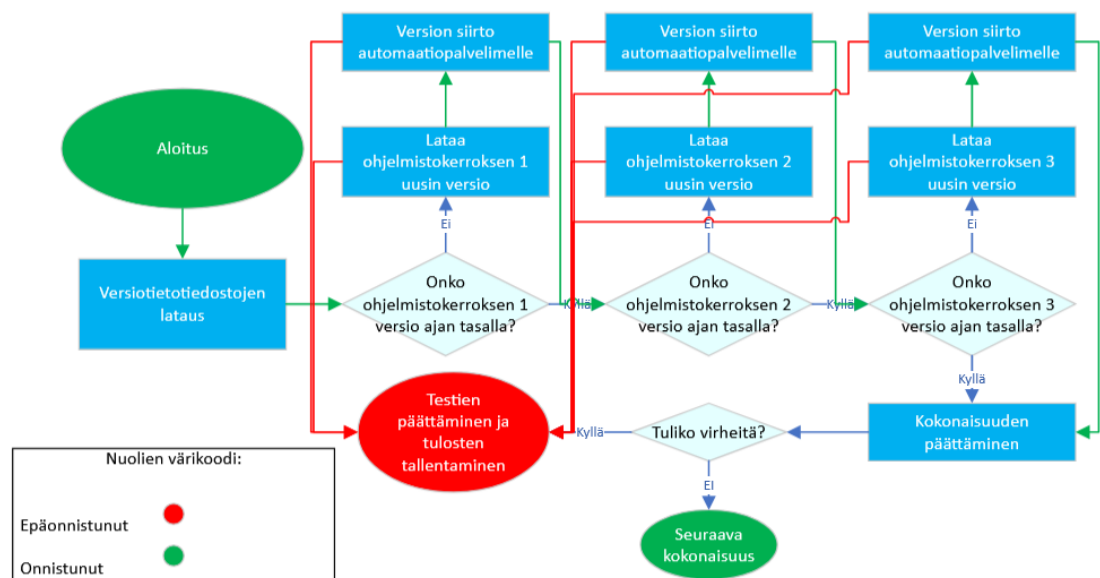 Version siirto
automaatiopalvelimelle
Version siirto
automaatiopalvelimelle
Version siirto
automaatiopalvelimelle
Aloitus
Lataa
ohjelmistokerroksen 1
uusin versio
Lataa
ohjelmistokerroksen 2
uusin versio
Lataa
ohjelmistokerroksen 3
uusin versio
Ei
EI
Ei
Versiotietotiedostojen
lataus
Onko
ohjelmistokerroksen 1
versio ajan tasalla?
Kyllä
Onko
ohjelmistokerroksen 2
versio ajan tasalla?
Kyllä
Onko
ohjelmistokerroksen 3
versio ajan tasalla?
Kyllä
Testien
päättäminen ja
tulosten
tallentaminen
Kyllä
Tuliko virheitä?
Kokonaisuuden
päättäminen
EI
Seuraava
kokonaisuus
Nuolien värikoodi:
Epäonnistunut
Onnistunut